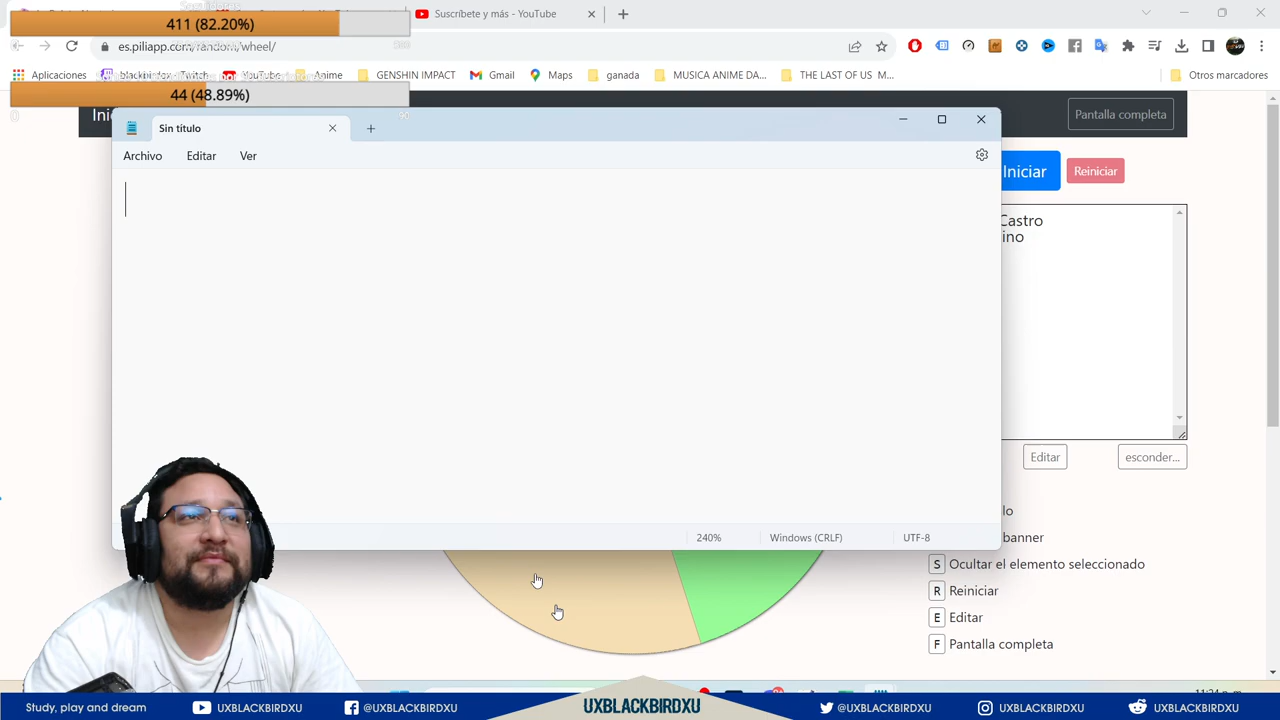 411 (82.20%)
Suscríbete y más - YouTube
es.piliapp.com/random/wheel/
Aplicaciones
Anime
GENSHIN IMPACT
Gmail
Maps
ganada
MUSICA ANIME DA...
THE LAST OF US M...
Otros marcadores
44 (48.89%)
0
Pantalla completa
Sin título
Archivo
Editar
Ver
Iniciar
Reiniciar
Castro
ino
Editar
esconder...
lo
banner
S Ocultar el elemento seleccionado
R Reiniciar
E Editar
F Pantalla completa
240%
Windows (CRLF)
UTF-8
Study, play and dream
UXBLACKBIRDXU
@UXBLACKBIRDXU
UXBLACKBIRDXU
@UXBLACKBIRDXU
UXBLACKBIRDXU
UXBLACKBIRDXU